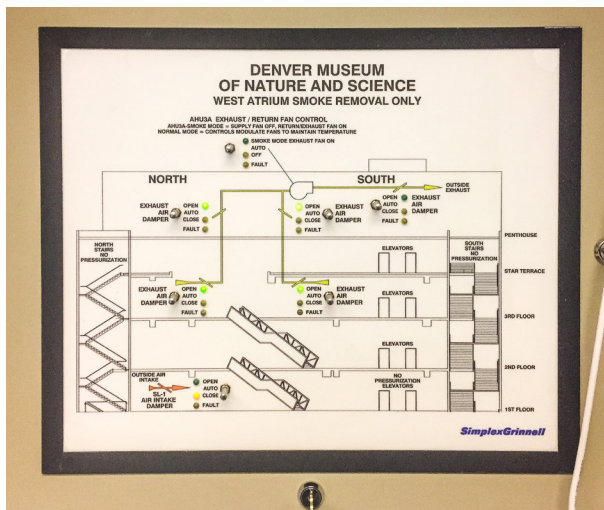 DENVER MUSEUM
OF NATURE AND SCIENCE
WEST ATRIUM SMOKE REMOVAL ONLY
AHU3A EXHAUST / RETURN FAN CONTROL
AHU3A-SMOKE MODE = SUPPLY FAN OFF, RETURN/EXHAUST FAN ON
NORMAL MODE = CONTROLS MODULATE FANS TO MAINTAIN TEMPERATURE
SMOKE MODE EXHAUST FAN ON
AUTO
OFF
FAULT
NORTH
SOUTH
OUTSIDE
EXHAUST
EXHAUST
AIR
DAMPER
OPEN
AUTO
CLOSE
FAULT
OPEN
AUTO
CLOSE
FAULT
EXHAUST
AIR
DAMPER
OPEN
AUTO
CLOSE
FAULT
EXHAUST
AIR
DAMPER
PENTHOUSE
NORTH
STAIRS
NO
PRESSURIZATION
ELEVATORS
SOUTH
STAIRS
NO
PRESSURIZATION
STAR TERRACE
EXHAUST
AIR
DAMPER
OPEN
AUTO
CLOSE
FAULT
OPEN
AUTO
CLOSE
FAULT
EXHAUST
AIR
DAMPER
ELEVATORS
3RD FLOOR
ELEVATORS
2ND FLOOR
OUTSIDE AIR
INTAKE
SL-1
AIR INTAKE
DAMPER
OPEN
AUTO
CLOSE
FAULT
NO
PRESSURIZATION
ELEVATORS
1ST FLOOR
SimplexGrinnell